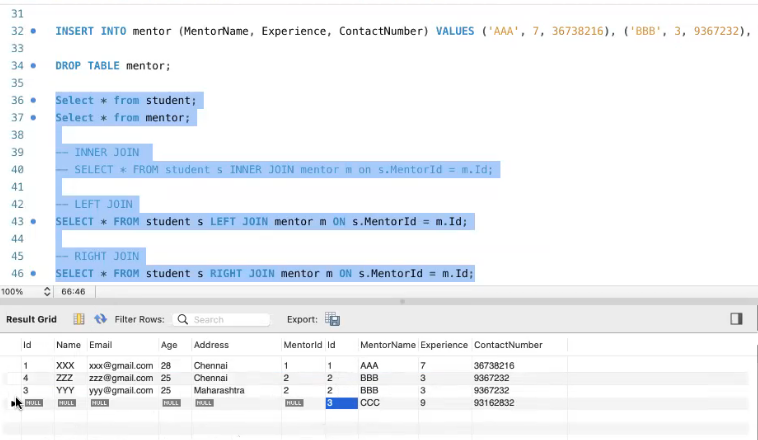 31
32 INSERT INTO mentor (MentorName, Experience, ContactNumber) VALUES ('AAA', 7, 36738216), ('BBB', 3, 9367232),
33
34 DROP TABLE mentor;
35
36 Select * from student;
37 Select * from mentor;
38
39 -- INNER JOIN
40 -- SELECT * FROM student s INNER JOIN mentor m on s.MentorId = m.Id;
41
42 -- LEFT JOIN
43 SELECT * FROM student s LEFT JOIN mentor m ON s.MentorId = m.Id;
44
45 -- RIGHT JOIN
46 SELECT * FROM student s RIGHT JOIN mentor m ON s.MentorId = m.Id;
100% 66:46
Result Grid Filter Rows: Search Export:
Id Name Email Age Address MentorId Id MentorName Experience ContactNumber
1 XXX xxx@gmail.com 28 Chennai 1 1 AAA 7 36738216
4 ZZZ zzz@gmail.com 25 Chennai 2 2 BBB 3 9367232
3 YYY yyy@gmail.com 25 Maharashtra 2 2 BBB 3 9367232
NULL NULL NULL NULL NULL NULL 3 CCC 9 93162832